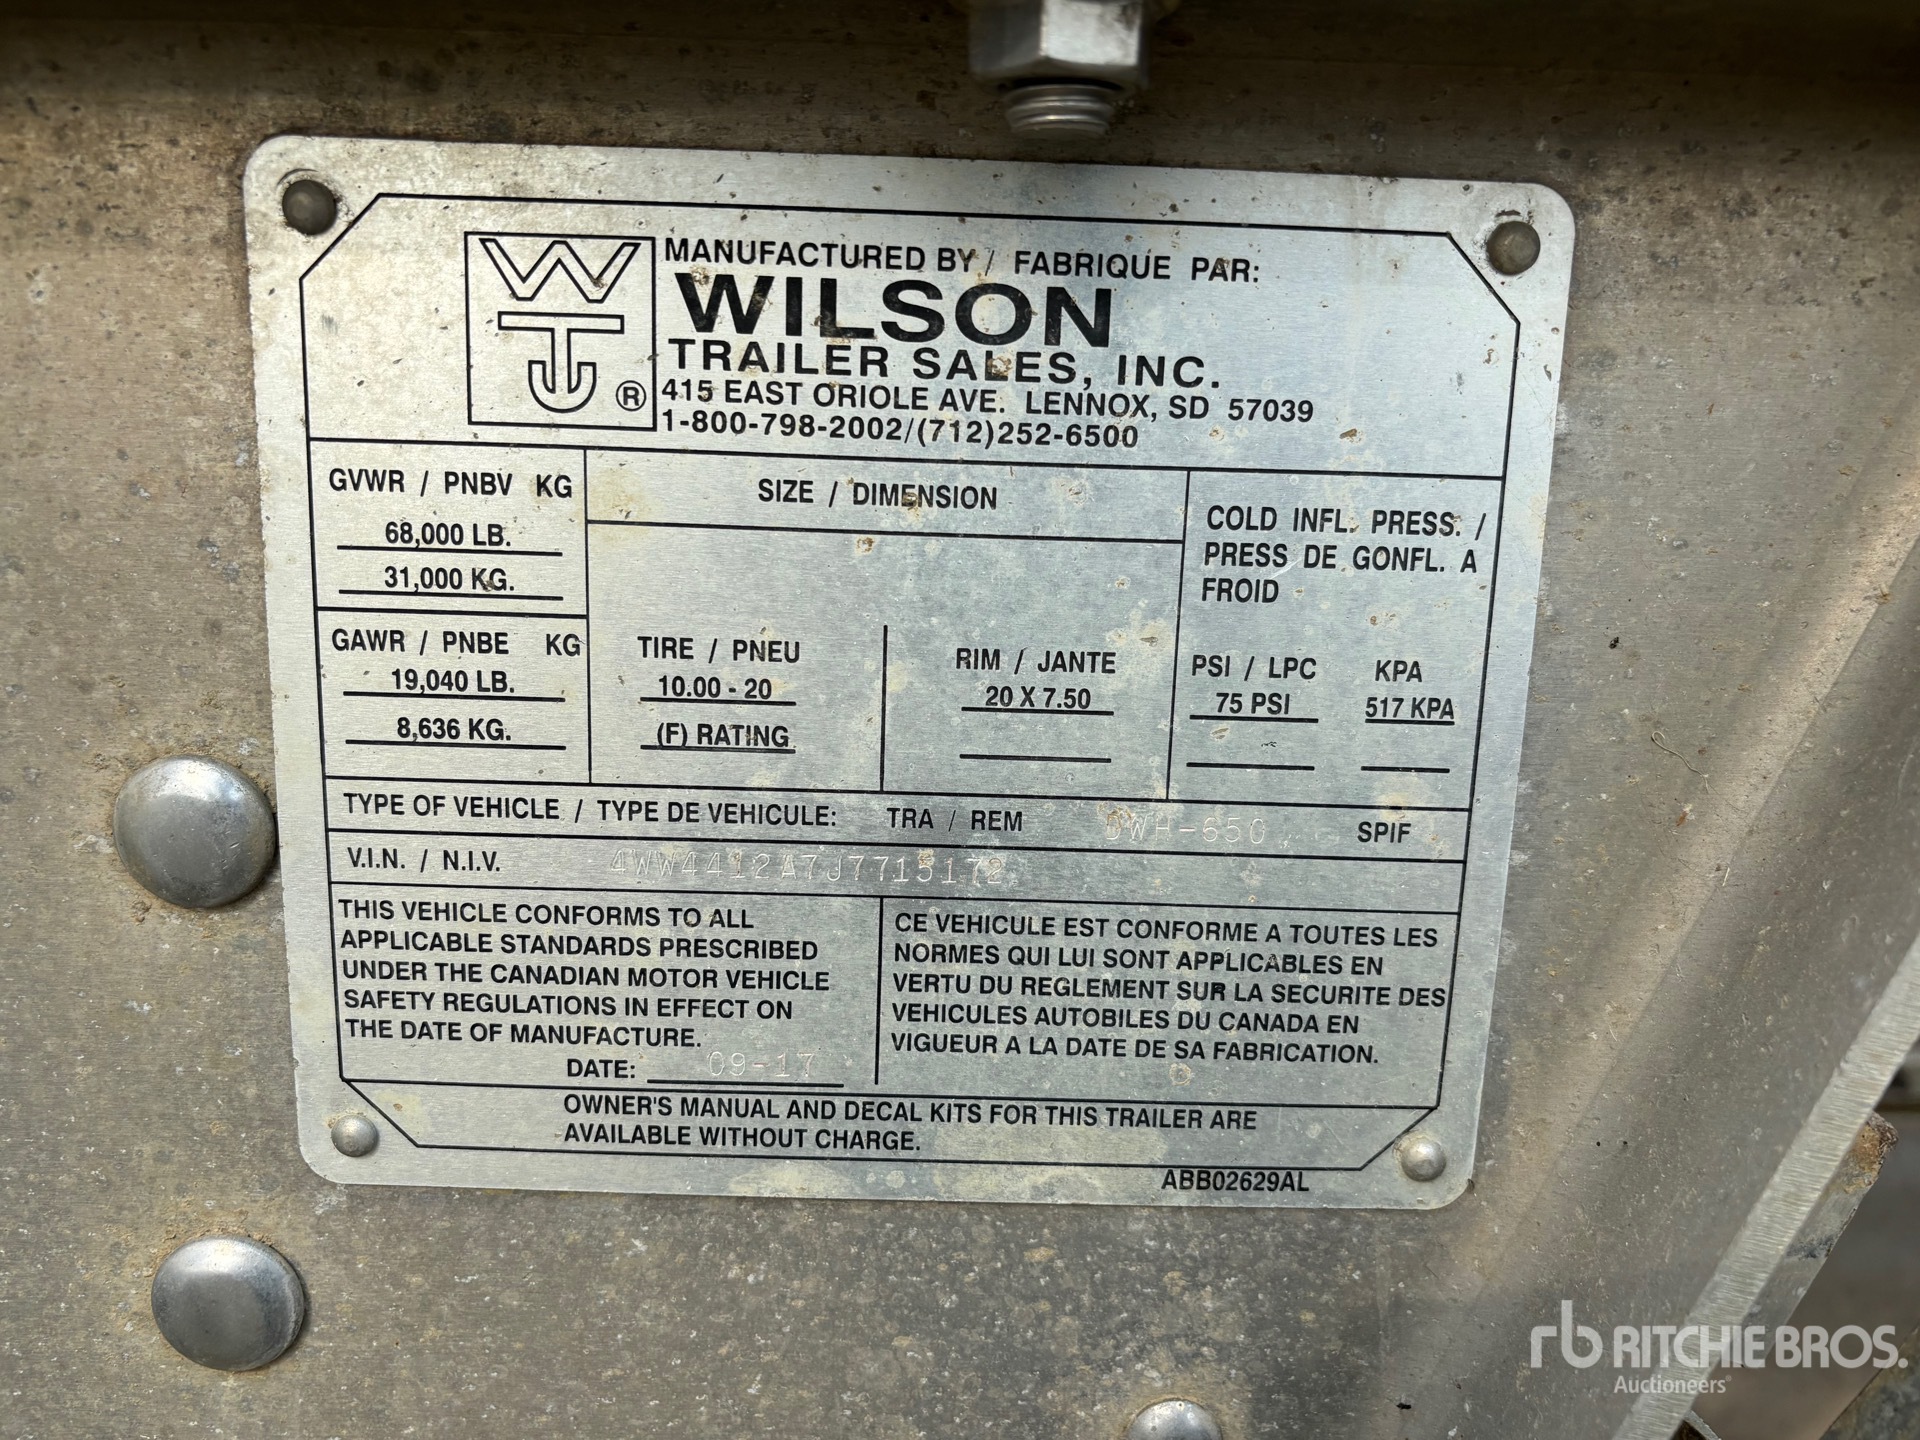 MANUFACTURED BY / FABRIQUE PAR:
WILSON
TRAILER SALES, INC.
415 EAST ORIOLE AVE. LENNOX, SD 57039
1-800-798-2002/(712)252-6500
WT ®
GVWR / PNBV KG
68,000 LB.
31,000 KG.
SIZE / DIMENSION
COLD INFL. PRESS. /
PRESS DE GONFL. A
FROID
GAWR / PNBE KG
19,040 LB.
8,636 KG.
TIRE / PNEU
10.00 - 20
(F) RATING
RIM / JANTE
20 X 7.50
PSI / LPC KPA
75 PSI 517 KPA
TYPE OF VEHICLE / TYPE DE VEHICULE: TRA / REM DWH-650 SPIF
V.I.N. / N.I.V. 4WW4412A7J7715172
THIS VEHICLE CONFORMS TO ALL
APPLICABLE STANDARDS PRESCRIBED
UNDER THE CANADIAN MOTOR VEHICLE
SAFETY REGULATIONS IN EFFECT ON
THE DATE OF MANUFACTURE.
DATE: 09-17
CE VEHICULE EST CONFORME A TOUTES LES
NORMES QUI LUI SONT APPLICABLES EN
VERTU DU REGLEMENT SUR LA SECURITE DES
VEHICULES AUTOBILES DU CANADA EN
VIGUEUR A LA DATE DE SA FABRICATION.
OWNER'S MANUAL AND DECAL KITS FOR THIS TRAILER ARE
AVAILABLE WITHOUT CHARGE.
ABB02629AL
rb RITCHIE BROS.
Auctioneers